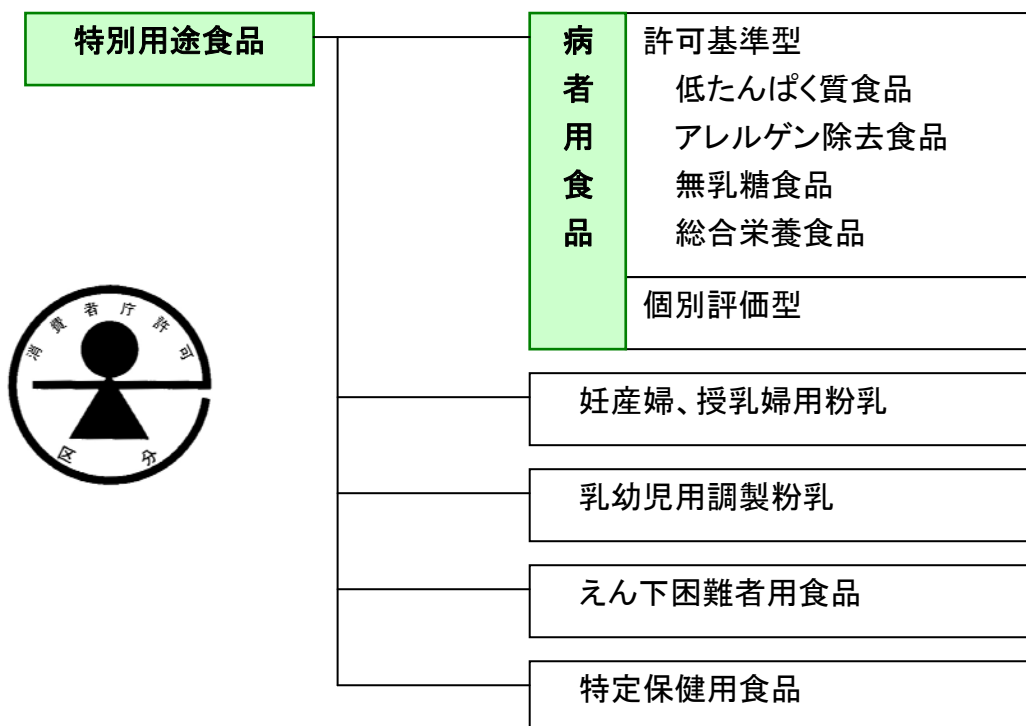 特別用途食品
病者用食品
許可基準型
低たんぱく質食品
アレルゲン除去食品
無乳糖食品
総合栄養食品
個別評価型
消費者庁許可
区分
妊産婦、授乳婦用粉乳
乳幼児用調製粉乳
えん下困難者用食品
特定保健用食品